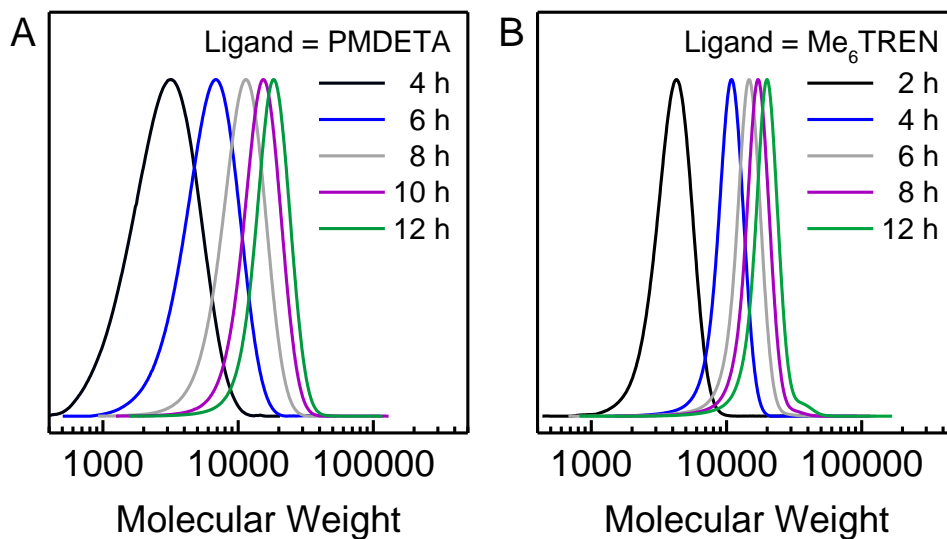 A
Ligand = PMDETA
4 h
6 h
8 h
10 h
12 h
1000 10000 100000
Molecular Weight
B
Ligand = Me₆TREN
2 h
4 h
6 h
8 h
12 h
1000 10000 100000
Molecular Weight